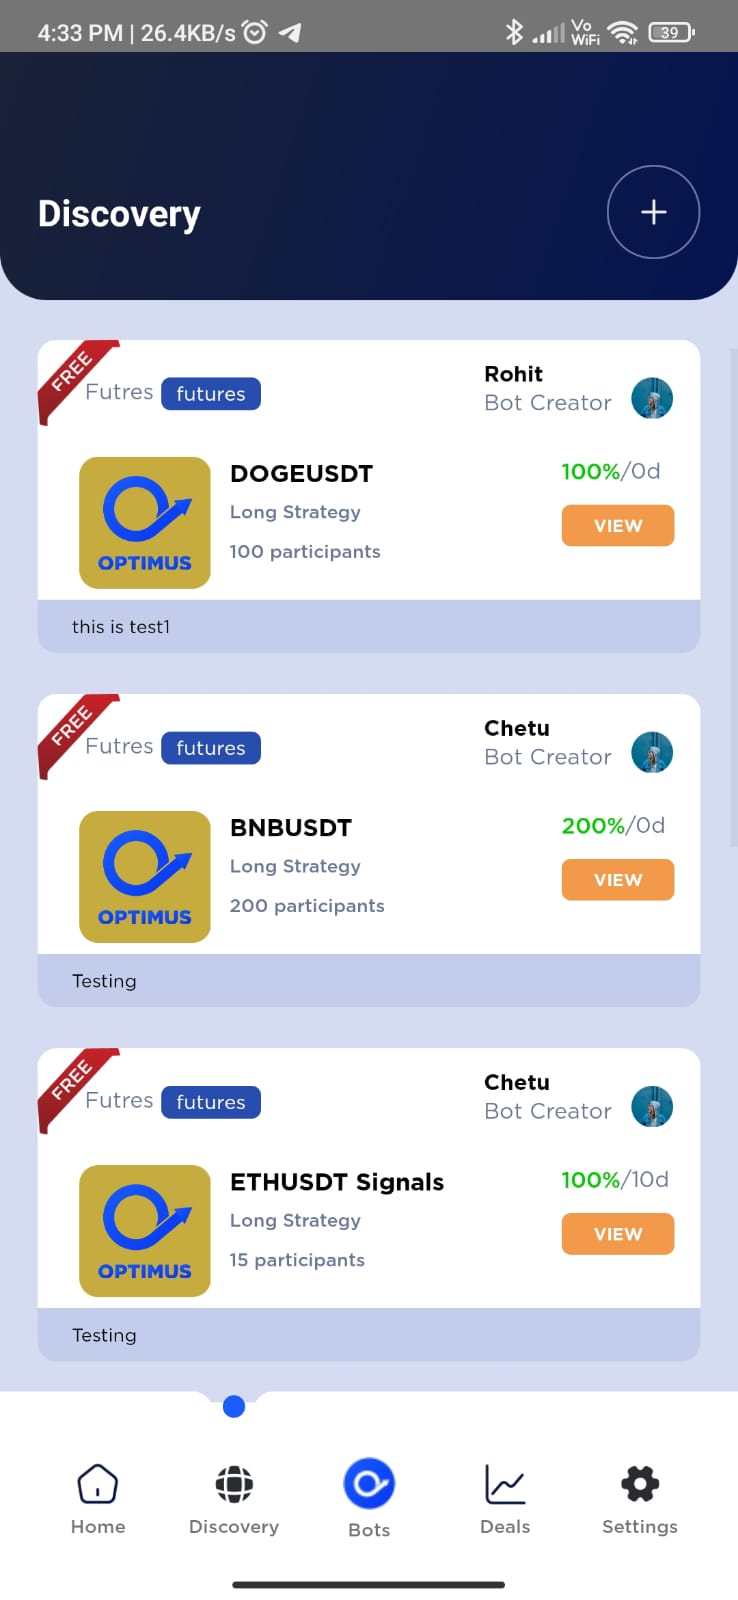 4:33 PM | 26.4KB/s
Vo
WiFi
39
Discovery
FREE
Futres futures
Rohit
Bot Creator
OPTIMUS
DOGEUSDT
Long Strategy
100 participants
100%/0d
VIEW
this is test1
FREE
Futres futures
Chetu
Bot Creator
OPTIMUS
BNBUSDT
Long Strategy
200 participants
200%/0d
VIEW
Testing
FREE
Futres futures
Chetu
Bot Creator
OPTIMUS
ETHUSDT Signals
Long Strategy
15 participants
100%/10d
VIEW
Testing
Home
Discovery
Bots
Deals
Settings